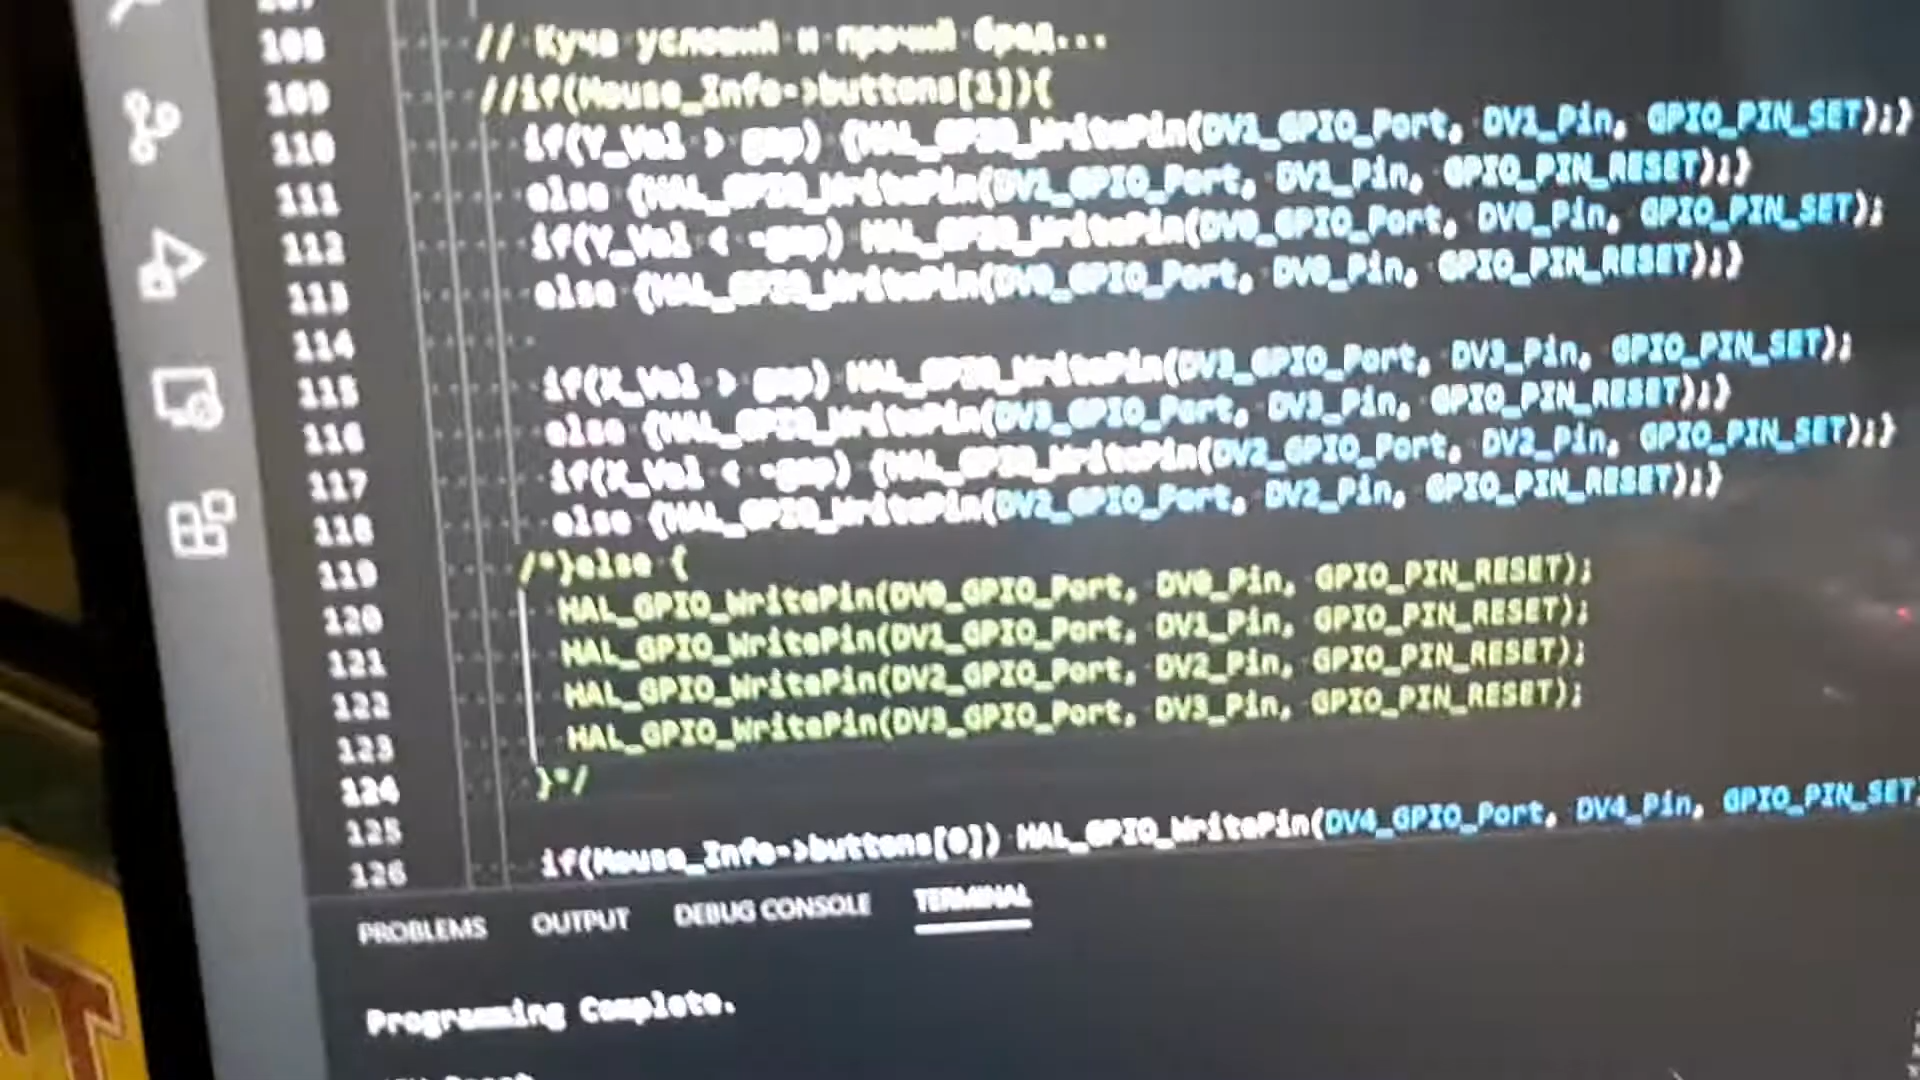 108 // Куча условий и прочий бред...
109 //if(Mouse_Info->buttons[1]){
110 if(Y_Val > gap) {HAL_GPIO_WritePin(DV1_GPIO_Port, DV1_Pin, GPIO_PIN_SET);}
111 else {HAL_GPIO_WritePin(DV1_GPIO_Port, DV1_Pin, GPIO_PIN_RESET);}
112 if(Y_Val < -gap) HAL_GPIO_WritePin(DV0_GPIO_Port, DV0_Pin, GPIO_PIN_SET);
113 else {HAL_GPIO_WritePin(DV0_GPIO_Port, DV0_Pin, GPIO_PIN_RESET);}
114
115 if(X_Val > gap) HAL_GPIO_WritePin(DV3_GPIO_Port, DV3_Pin, GPIO_PIN_SET);
116 else {HAL_GPIO_WritePin(DV3_GPIO_Port, DV3_Pin, GPIO_PIN_RESET);}
117 if(X_Val < -gap) {HAL_GPIO_WritePin(DV2_GPIO_Port, DV2_Pin, GPIO_PIN_SET);}
118 else {HAL_GPIO_WritePin(DV2_GPIO_Port, DV2_Pin, GPIO_PIN_RESET);}
119 /*}else {
120 HAL_GPIO_WritePin(DV0_GPIO_Port, DV0_Pin, GPIO_PIN_RESET);
121 HAL_GPIO_WritePin(DV1_GPIO_Port, DV1_Pin, GPIO_PIN_RESET);
122 HAL_GPIO_WritePin(DV2_GPIO_Port, DV2_Pin, GPIO_PIN_RESET);
123 HAL_GPIO_WritePin(DV3_GPIO_Port, DV3_Pin, GPIO_PIN_RESET);
124 }*/
125
126 if(Mouse_Info->buttons[0]) HAL_GPIO_WritePin(DV4_GPIO_Port, DV4_Pin, GPIO_PIN_SET)
PROBLEMS OUTPUT DEBUG CONSOLE TERMINAL
Programming Complete.